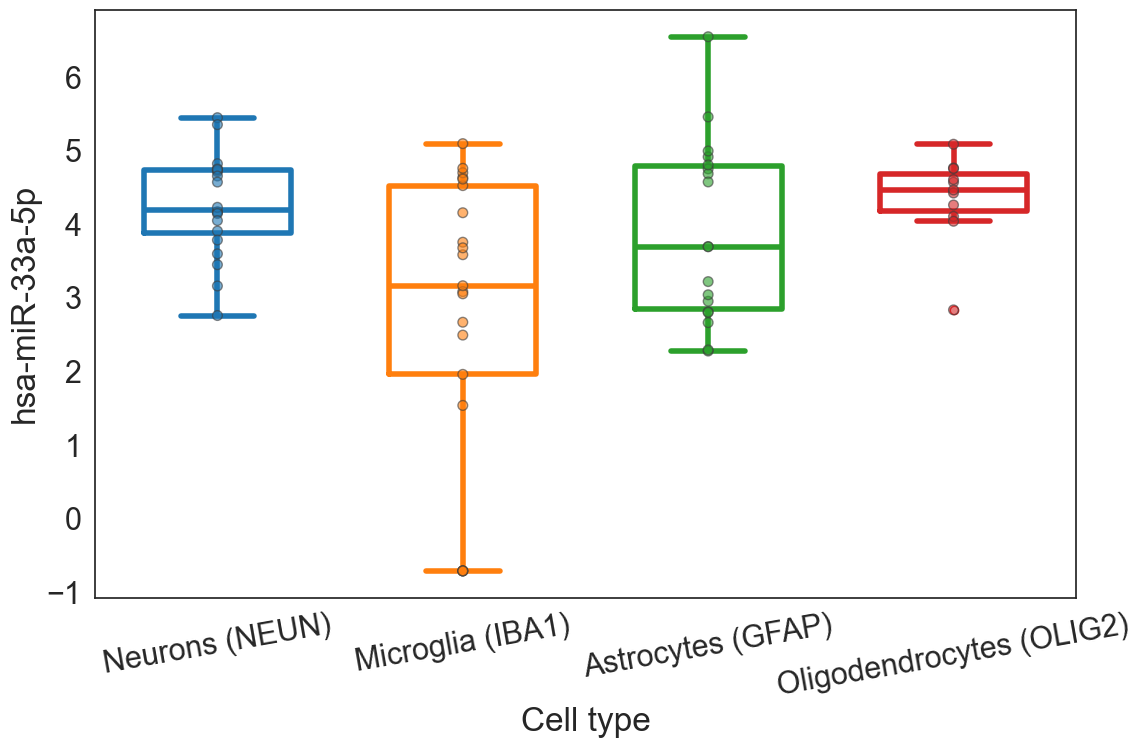 hsa-miR-33a-5p
6
5
4
3
2
1
0
−1
Neurons (NEUN)
Microglia (IBA1)
Astrocytes (GFAP)
Oligodendrocytes (OLIG2)
Cell type